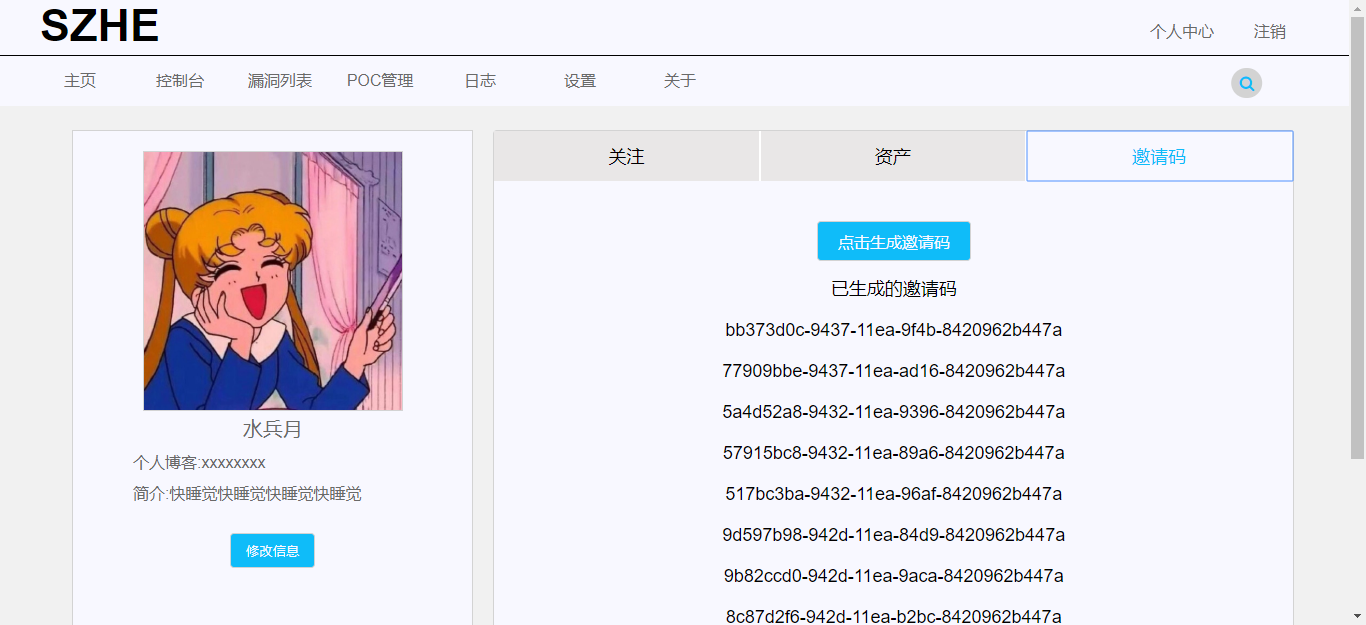 SZHE
个人中心 注销
主页 控制台 漏洞列表 POC管理 日志 设置 关于
水兵月
个人博客:xxxxxxxx
简介:快睡觉快睡觉快睡觉快睡觉
修改信息
关注 资产 邀请码
点击生成邀请码
已生成的邀请码
bb373d0c-9437-11ea-9f4b-8420962b447a
77909bbe-9437-11ea-ad16-8420962b447a
5a4d52a8-9432-11ea-9396-8420962b447a
57915bc8-9432-11ea-89a6-8420962b447a
517bc3ba-9432-11ea-96af-8420962b447a
9d597b98-942d-11ea-84d9-8420962b447a
9b82ccd0-942d-11ea-9aca-8420962b447a
8c87d2f6-942d-11ea-b2bc-8420962b447a